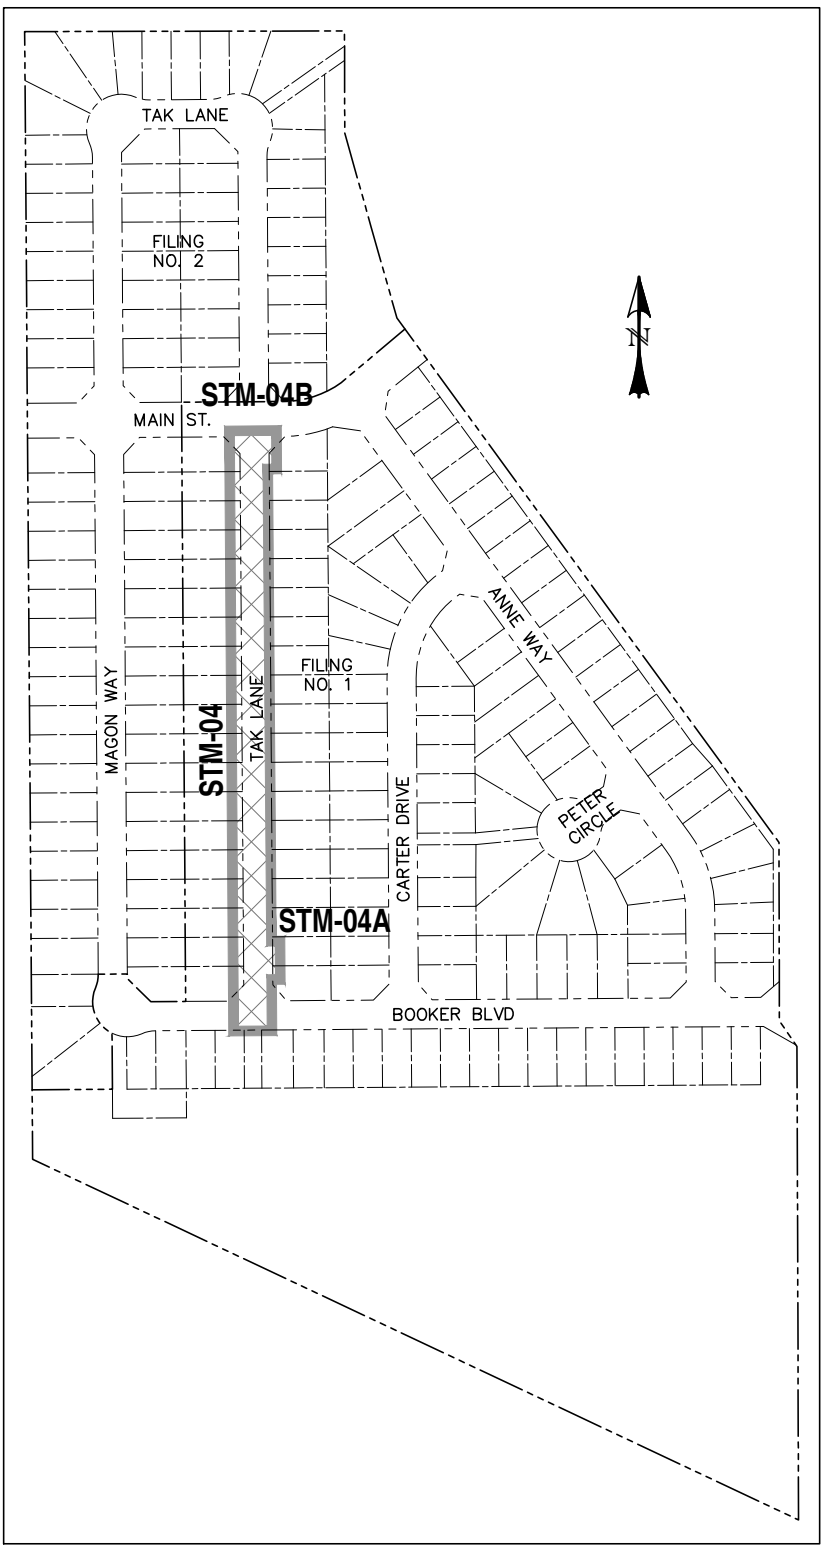 TAK LANE
FILING
NO. 2
N
STM-04B
MAIN ST.
ANNE WAY
FILING
NO. 1
MAGON WAY
STM-04
TAK LANE
CARTER DRIVE
PETER
CIRCLE
STM-04A
BOOKER BLVD